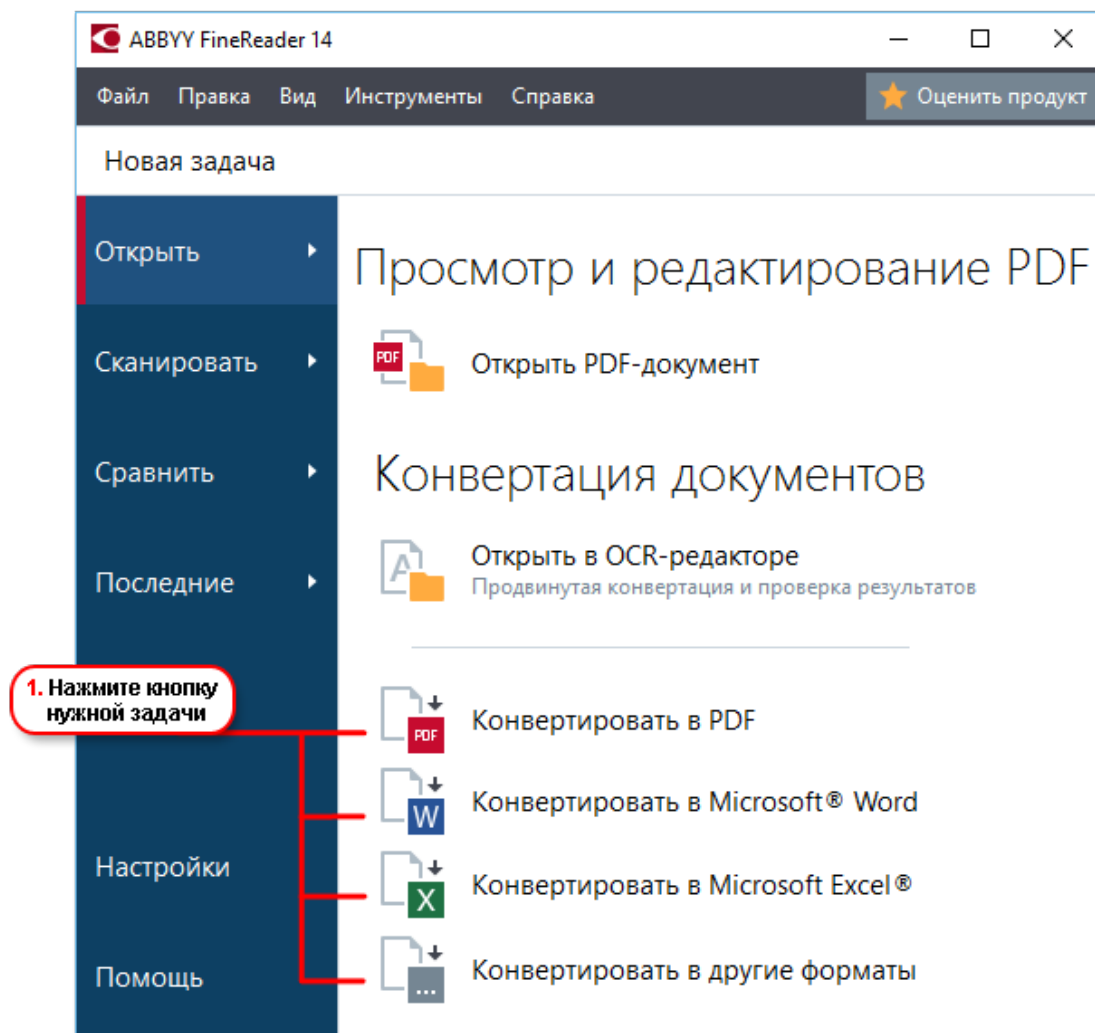 ABBYY FineReader 14
Файл Правка Вид Инструменты Справка Оценить продукт
Новая задача
Открыть
Сканировать
Сравнить
Последние
1. Нажмите кнопку
нужной задачи
Настройки
Помощь
Просмотр и редактирование PDF
PDF
Открыть PDF-документ
Конвертация документов
A
Открыть в OCR-редакторе
Продвинутая конвертация и проверка результатов
PDF
Конвертировать в PDF
W
Конвертировать в Microsoft® Word
X
Конвертировать в Microsoft Excel®
...
Конвертировать в другие форматы